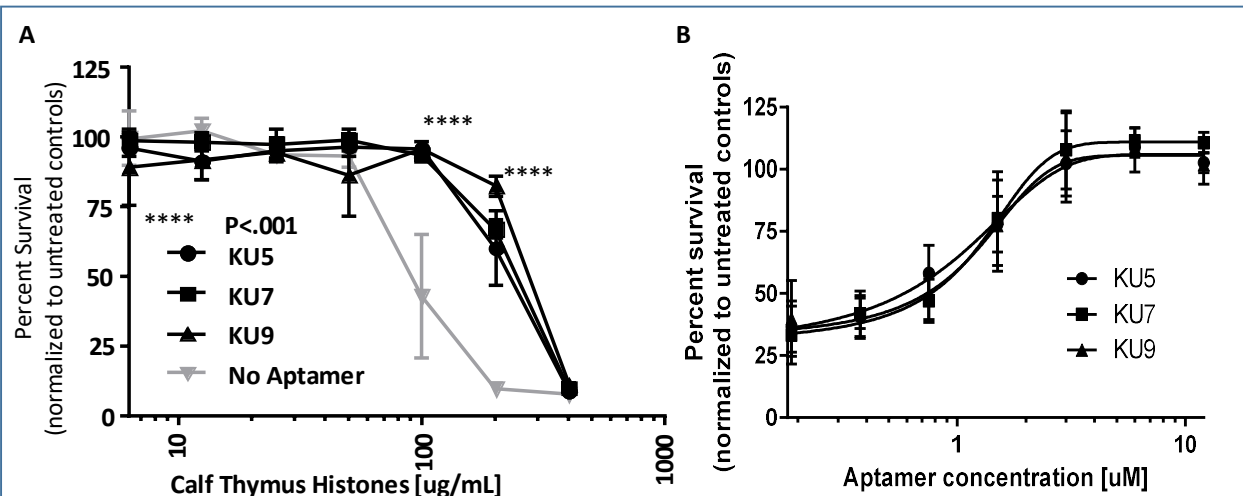 A
Percent Survival
(normalized to untreated controls)
125
100
75
50
25
0
****
****
****
P<.001
KU5
KU7
KU9
No Aptamer
10
100
1000
Calf Thymus Histones [ug/mL]
B
Percent survival
(normalized to untreated controls)
125
100
75
50
25
0
KU5
KU7
KU9
1
10
Aptamer concentration [uM]